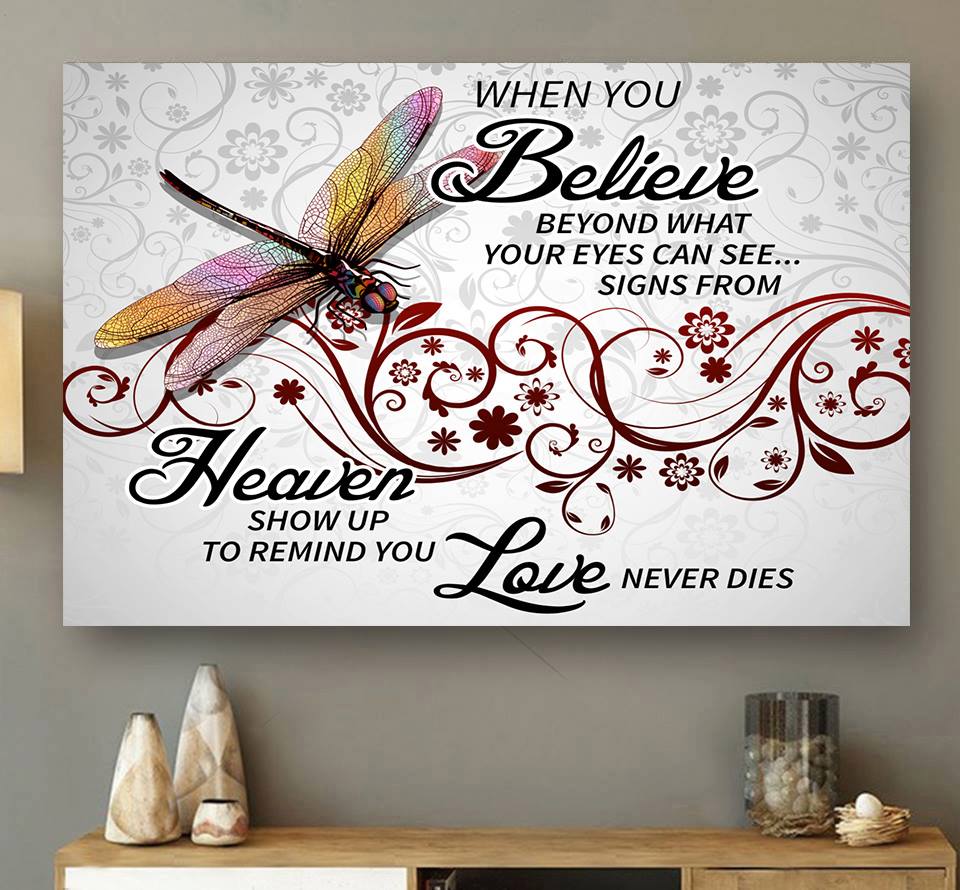 WHEN YOU
Believe
BEYOND WHAT
YOUR EYES CAN SEE...
SIGNS FROM
Heaven
SHOW UP
TO REMIND YOU
Love NEVER DIES